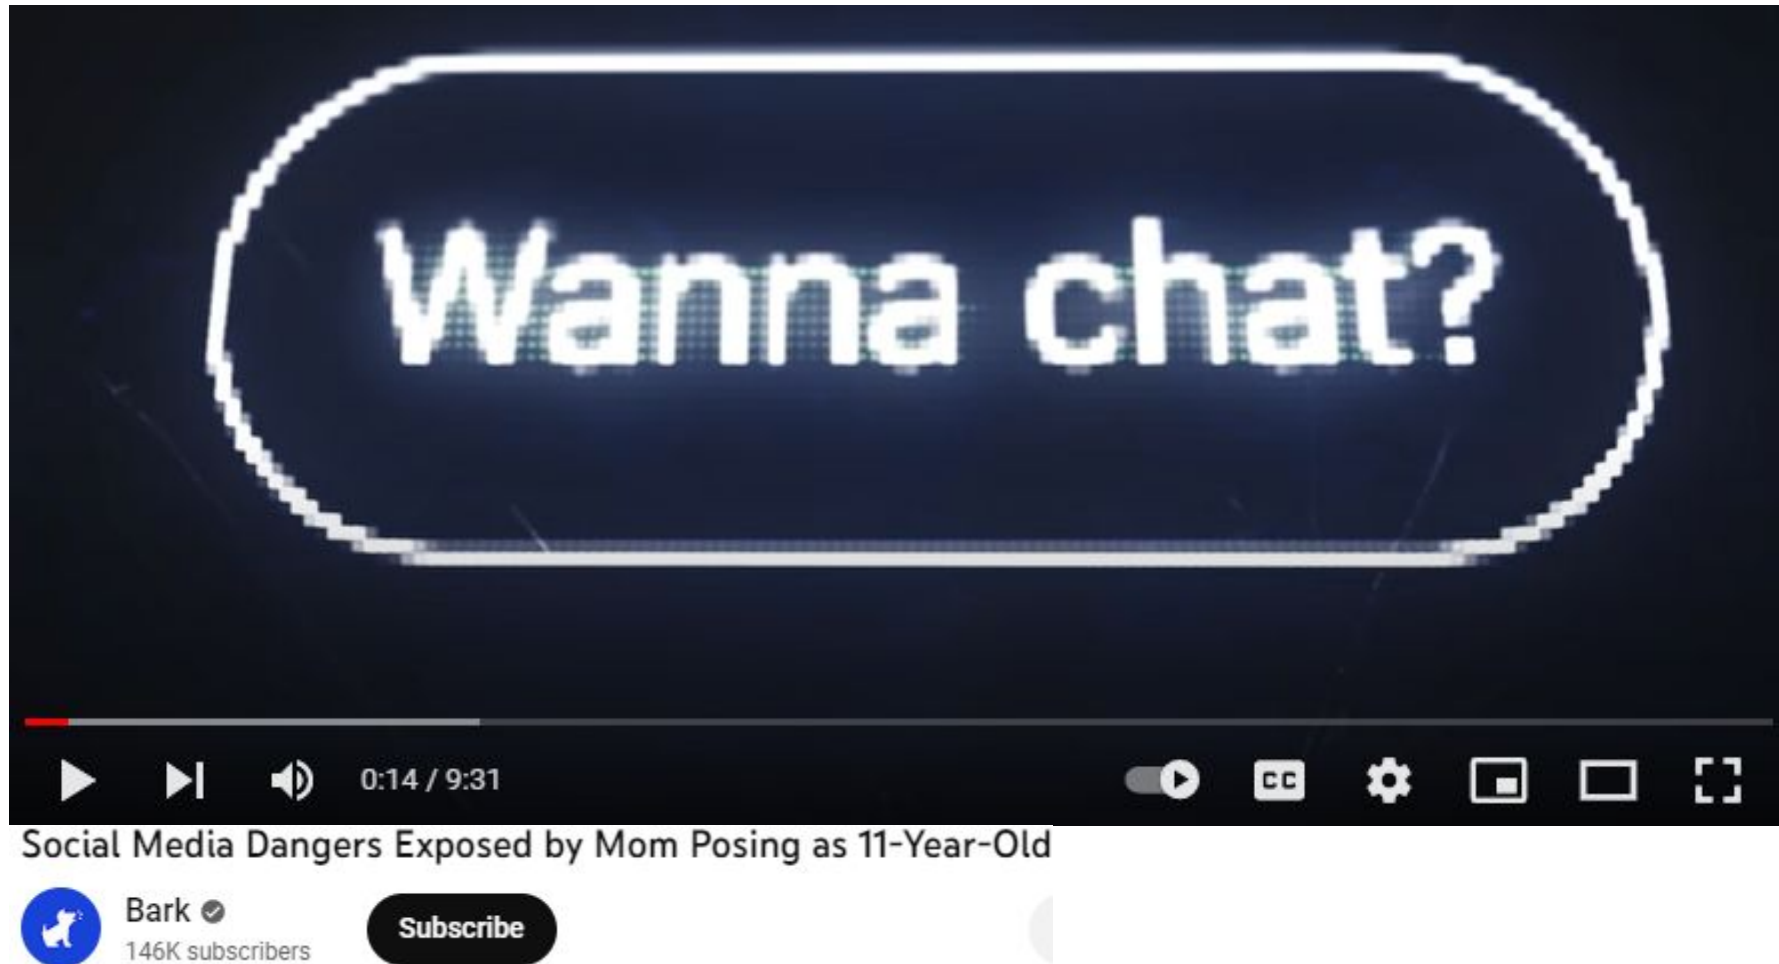 Wanna chat?
0:14 / 9:31
CC
Social Media Dangers Exposed by Mom Posing as 11-Year-Old
Bark
Subscribe
146K subscribers